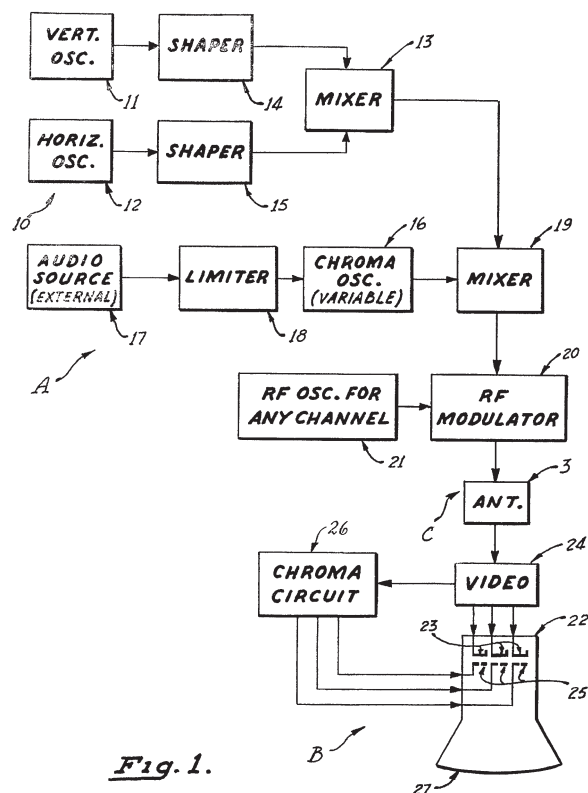 VERT.
OSC.
11
SHAPER
14
MIXER
13
HORIZ.
OSC.
12
10
SHAPER
15
AUDIO
SOURCE
(EXTERNAL)
17
A
LIMITER
18
CHROMA
OSC.
(VARIABLE)
16
MIXER
19
RF OSC. FOR
ANY CHANNEL
21
RF
MODULATOR
20
ANT.
3
C
VIDEO
24
CHROMA
CIRCUIT
26
23
22
25
B
27
Fig. 1.